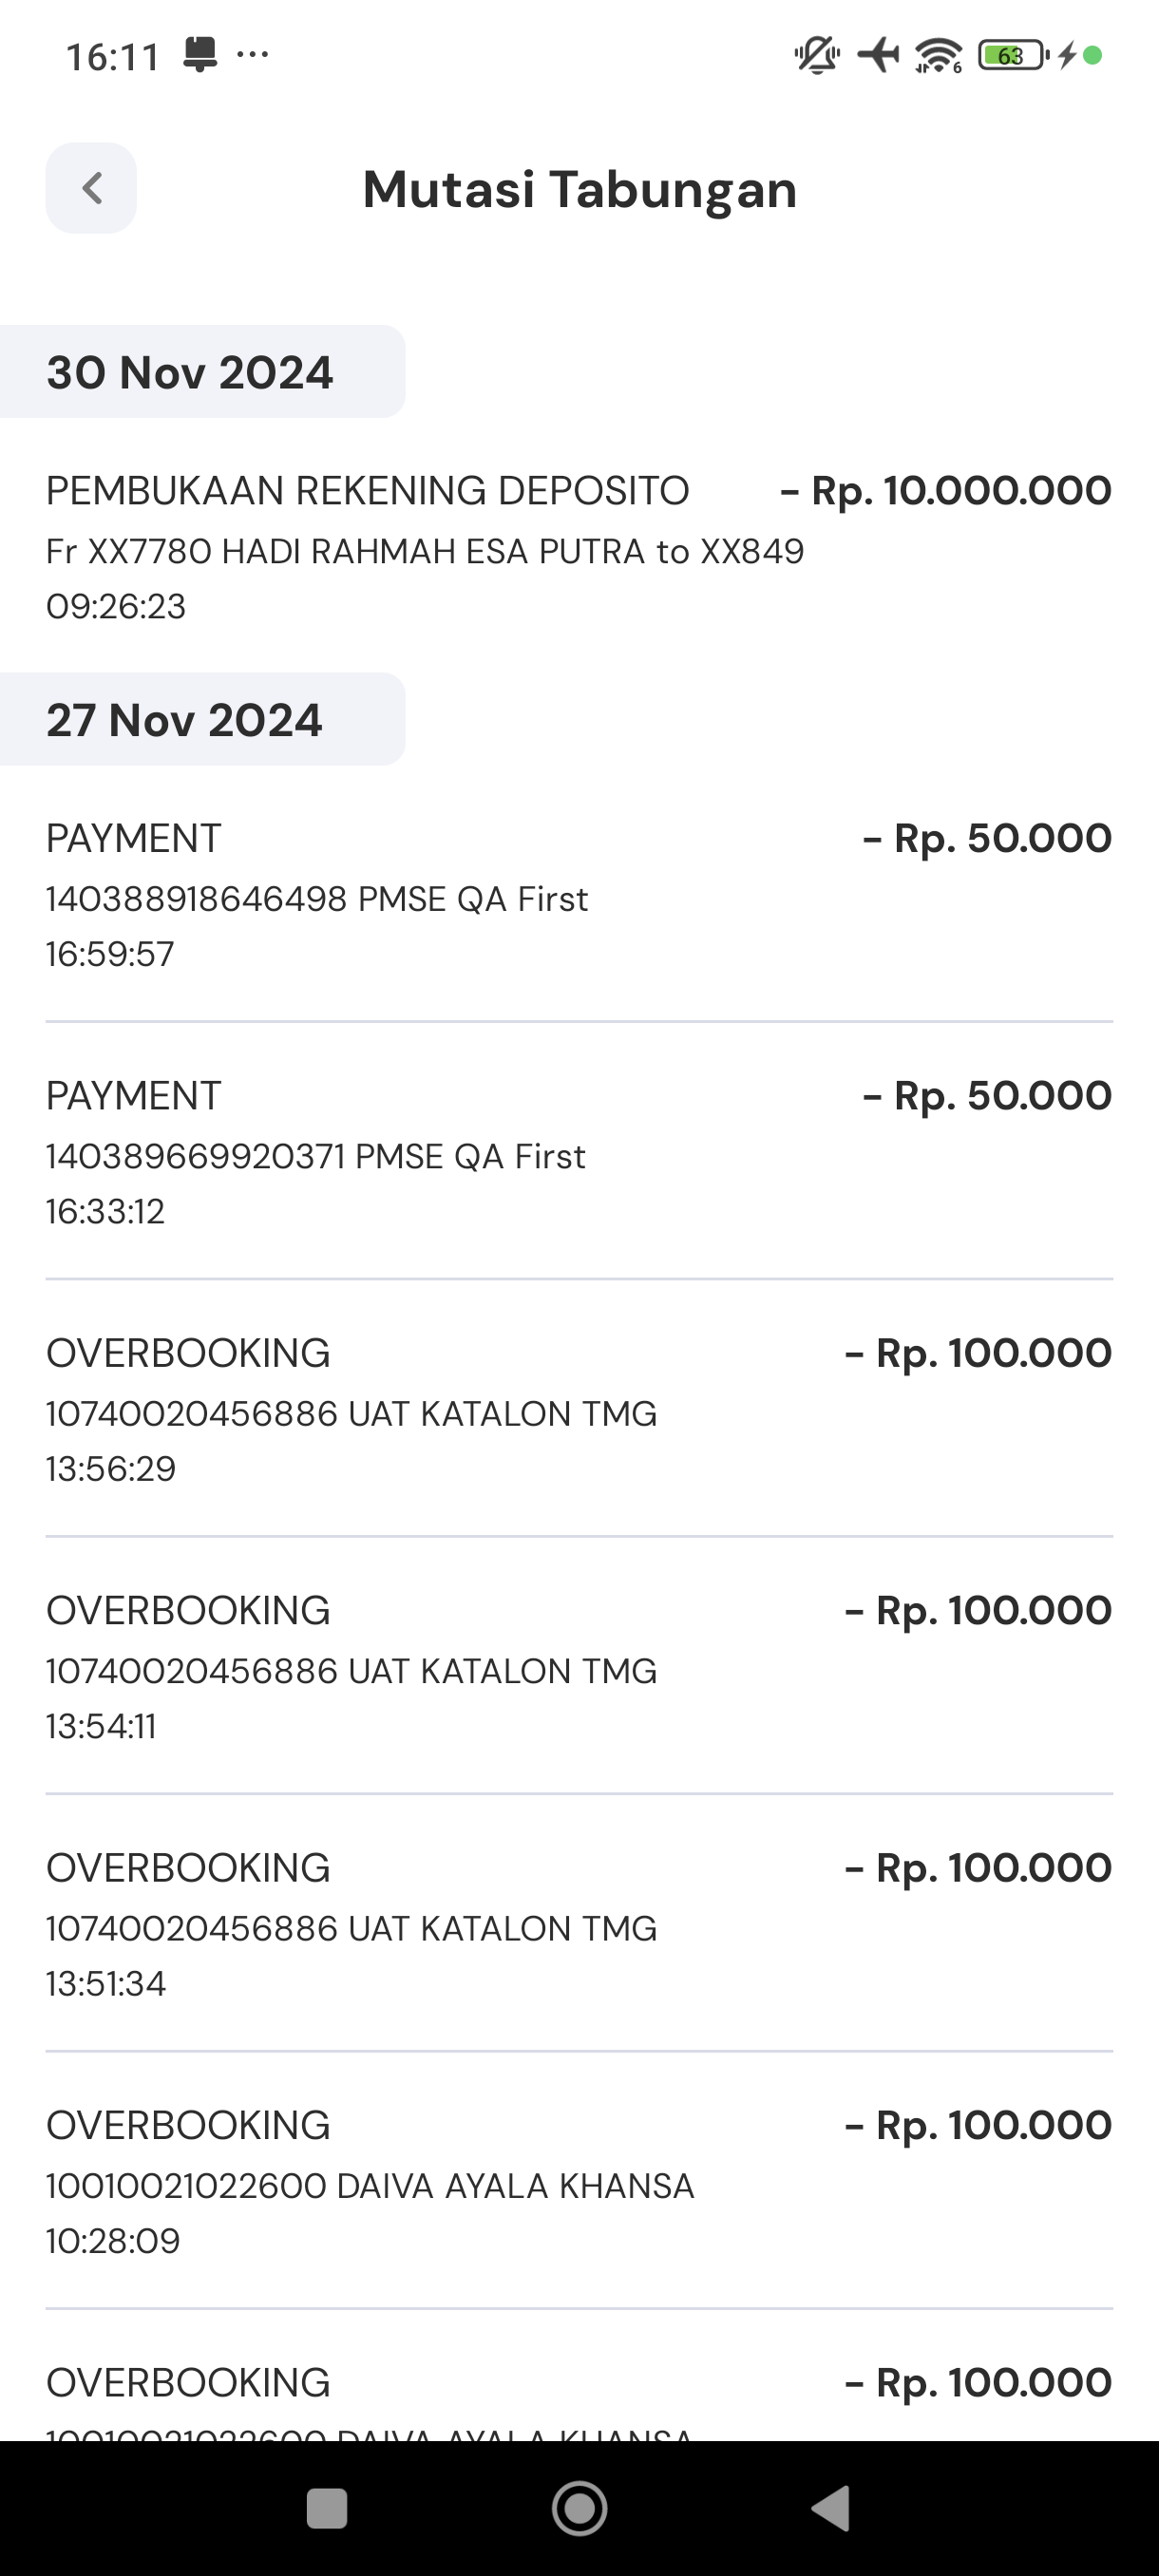 16:11 ... 6 63
Mutasi Tabungan
30 Nov 2024
PEMBUKAAN REKENING DEPOSITO - Rp. 10.000.000
Fr XX7780 HADI RAHMAH ESA PUTRA to XX849
09:26:23
27 Nov 2024
PAYMENT - Rp. 50.000
140388918646498 PMSE QA First
16:59:57
PAYMENT - Rp. 50.000
140389669920371 PMSE QA First
16:33:12
OVERBOOKING - Rp. 100.000
10740020456886 UAT KATALON TMG
13:56:29
OVERBOOKING - Rp. 100.000
10740020456886 UAT KATALON TMG
13:54:11
OVERBOOKING - Rp. 100.000
10740020456886 UAT KATALON TMG
13:51:34
OVERBOOKING - Rp. 100.000
10010021022600 DAIVA AYALA KHANSA
10:28:09
OVERBOOKING - Rp. 100.000
10010021022600 DAIVA AYALA KHANSA